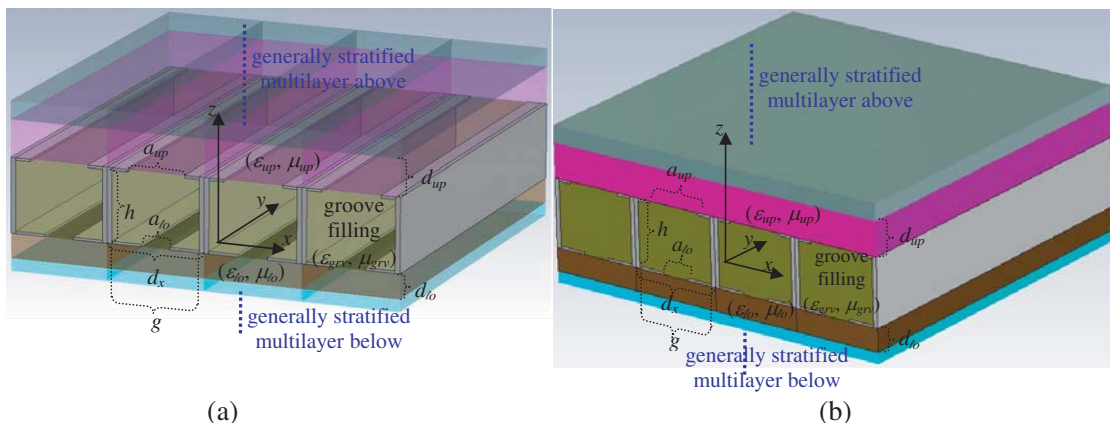 generally stratified
multilayer above
z
a_up
(ε_up, μ_up)
d_up
h
y
groove
filling
a_lo
x
(ε_grv, μ_grv)
(ε_lo, μ_lo)
d_x
d_lo
g
generally stratified
multilayer below
(a)
generally stratified
multilayer above
z
a_up
(ε_up, μ_up)
d_up
h
y
groove
filling
a_lo
x
(ε_grv, μ_grv)
(ε_lo, μ_lo)
d_x
d_lo
g
generally stratified
multilayer below
(b)